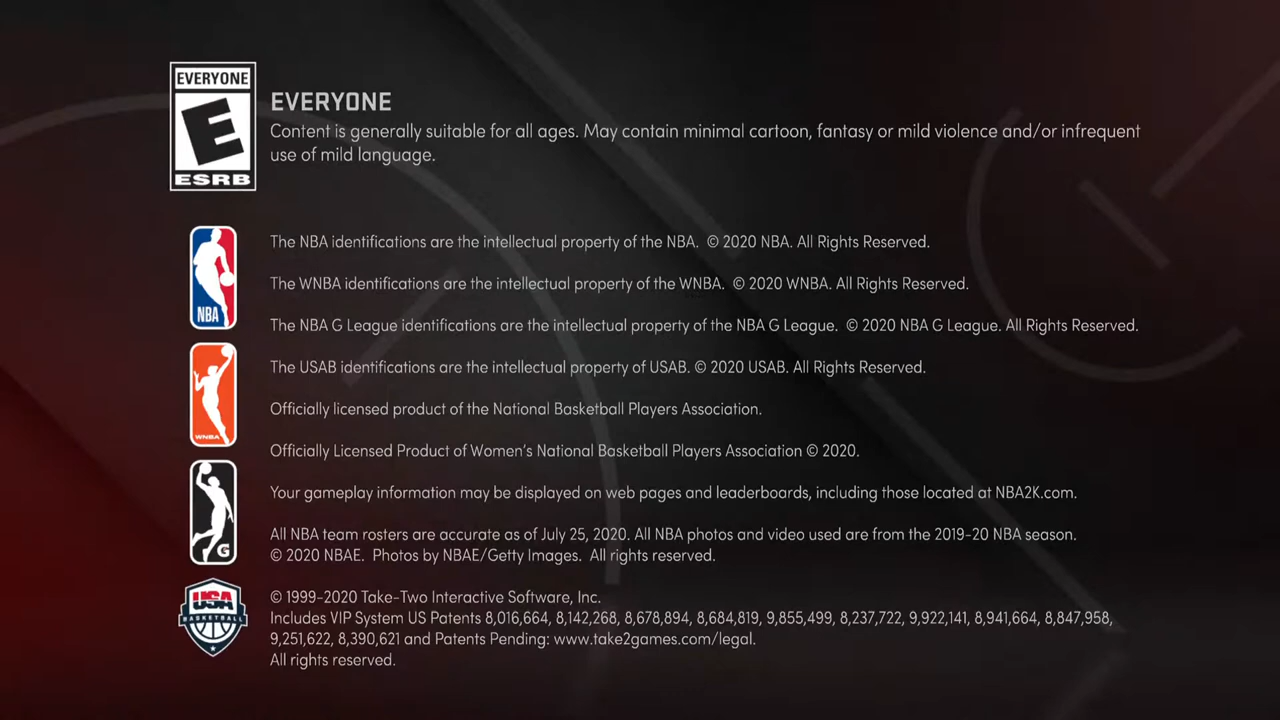 EVERYONE
E
ESRB
EVERYONE
Content is generally suitable for all ages. May contain minimal cartoon, fantasy or mild violence and/or infrequent
use of mild language.
NBA
The NBA identifications are the intellectual property of the NBA. © 2020 NBA. All Rights Reserved.
The WNBA identifications are the intellectual property of the WNBA. © 2020 WNBA. All Rights Reserved.
The NBA G League identifications are the intellectual property of the NBA G League. © 2020 NBA G League. All Rights Reserved.
WNBA
The USAB identifications are the intellectual property of USAB. © 2020 USAB. All Rights Reserved.
Officially licensed product of the National Basketball Players Association.
Officially Licensed Product of Women's National Basketball Players Association © 2020.
G
Your gameplay information may be displayed on web pages and leaderboards, including those located at NBA2K.com.
All NBA team rosters are accurate as of July 25, 2020. All NBA photos and video used are from the 2019-20 NBA season.
© 2020 NBAE. Photos by NBAE/Getty Images. All rights reserved.
USA
BASKETBALL
© 1999-2020 Take-Two Interactive Software, Inc.
Includes VIP System US Patents 8,016,664, 8,142,268, 8,678,894, 8,684,819, 9,855,499, 8,237,722, 9,922,141, 8,941,664, 8,847,958,
9,251,622, 8,390,621 and Patents Pending: www.take2games.com/legal.
All rights reserved.